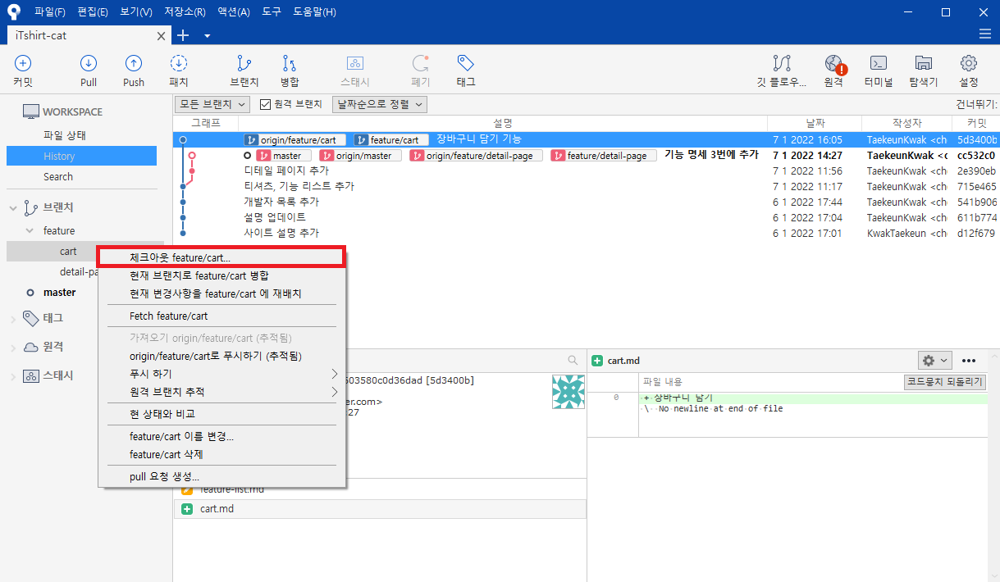 파일(F) 편집(E) 보기(V) 저장소(R) 액션(A) 도구 도움말(H)
iTshirt-cat
커밋 Pull Push 패치 브랜치 병합 스태시 폐기 태그 깃 플로우... 원격 터미널 탐색기 설정
모든 브랜치 원격 브랜치 날짜순으로 정렬 건너뛰기:
WORKSPACE
파일 상태
History
Search
브랜치
feature
cart
detail-pa
master
태그
원격
스태시
그래프 설명 날짜 작성자 커밋
origin/feature/cart feature/cart 장바구니 담기 기능 7 1 2022 16:05 TaekeunKwak <ch 5d3400b
master origin/master origin/feature/detail-page feature/detail-page 기능 명세 3번에 추가 7 1 2022 14:27 TaekeunKwak <c cc532c0
디테일 페이지 추가 7 1 2022 11:56 TaekeunKwak <ch 2e390eb
티셔츠, 기능 리스트 추가 7 1 2022 11:17 TaekeunKwak <ch 715e465
개발자 목록 추가 6 1 2022 17:44 TaekeunKwak <ch 541b906
설명 업데이트 6 1 2022 17:04 TaekeunKwak <ch 611b774
사이트 설명 추가 6 1 2022 17:01 KwakTaekeun <ch d12f679
체크아웃 feature/cart...
현재 브랜치로 feature/cart 병합
현재 변경사항을 feature/cart 에 재배치
Fetch feature/cart
가져오기 origin/feature/cart (추적됨)
origin/feature/cart로 푸시하기 (추적됨)
푸시 하기
원격 브랜치 추적
현 상태와 비교
feature/cart 이름 변경...
feature/cart 삭제
pull 요청 생성...
503580c0d36dad [5d3400b]
er.com>
27
feature-list.md
cart.md
cart.md
파일 내용 코드뭉치 되돌리기
0 + 장바구니 담기
\ No newline at end of file